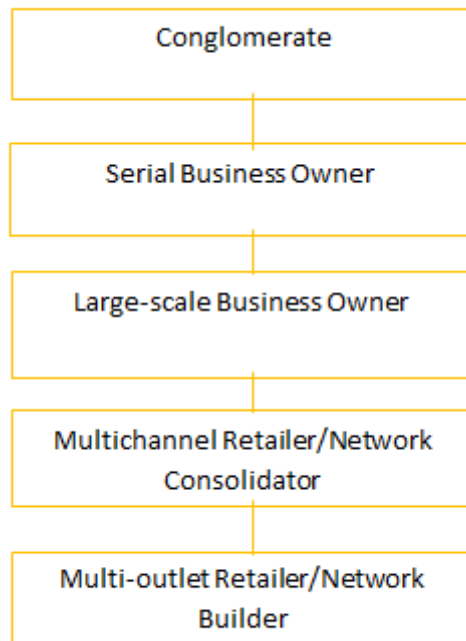 Conglomerate
Serial Business Owner
Large-scale Business Owner
Multichannel Retailer/Network
Consolidator
Multi-outlet Retailer/Network
Builder